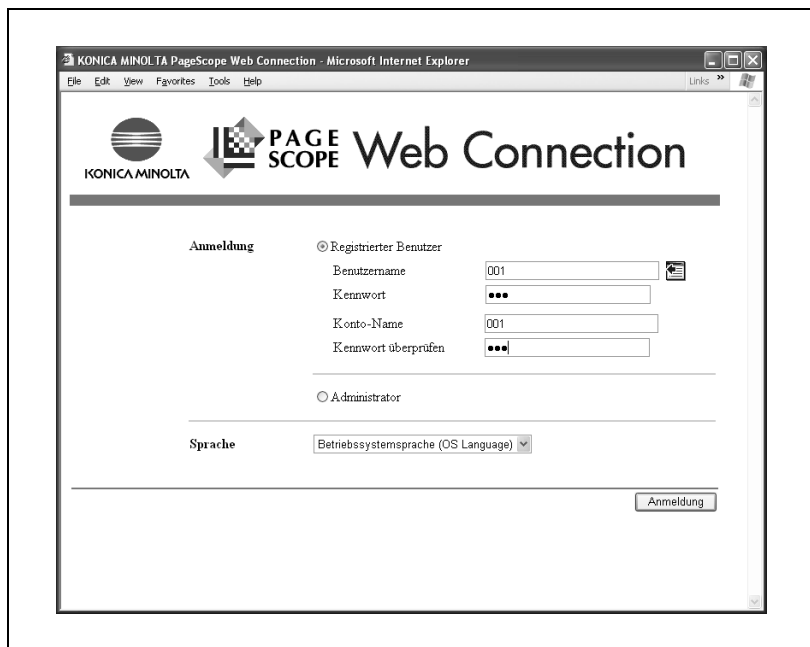 KONICA MINOLTA PageScope Web Connection - Microsoft Internet Explorer
File Edit View Favorites Tools Help Links »
KONICA MINOLTA
PAGE SCOPE Web Connection
Anmeldung
Registrierter Benutzer
Benutzername 001
Kennwort •••
Konto-Name 001
Kennwort überprüfen •••
Administrator
Sprache Betriebssystemsprache (OS Language)
Anmeldung